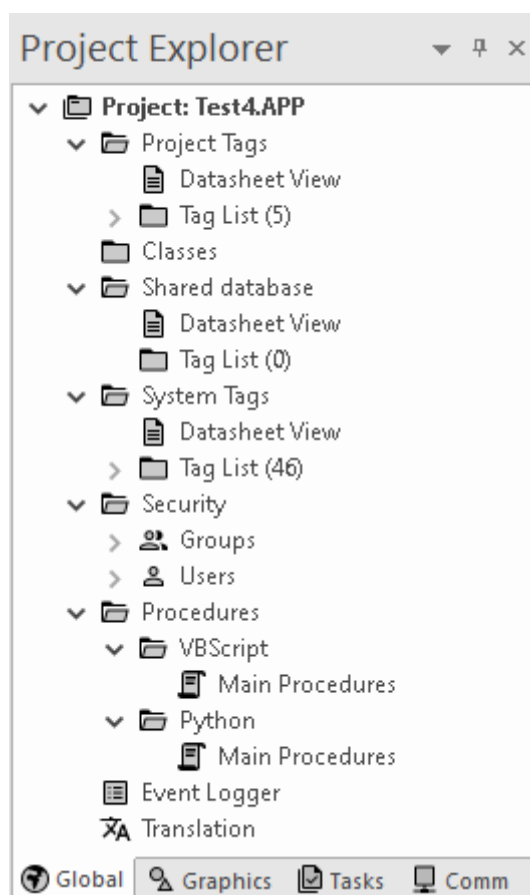 Project Explorer
Project: Test4.APP
Project Tags
Datasheet View
Tag List (5)
Classes
Shared database
Datasheet View
Tag List (0)
System Tags
Datasheet View
Tag List (46)
Security
Groups
Users
Procedures
VBScript
Main Procedures
Python
Main Procedures
Event Logger
Translation
Global Graphics Tasks Comm